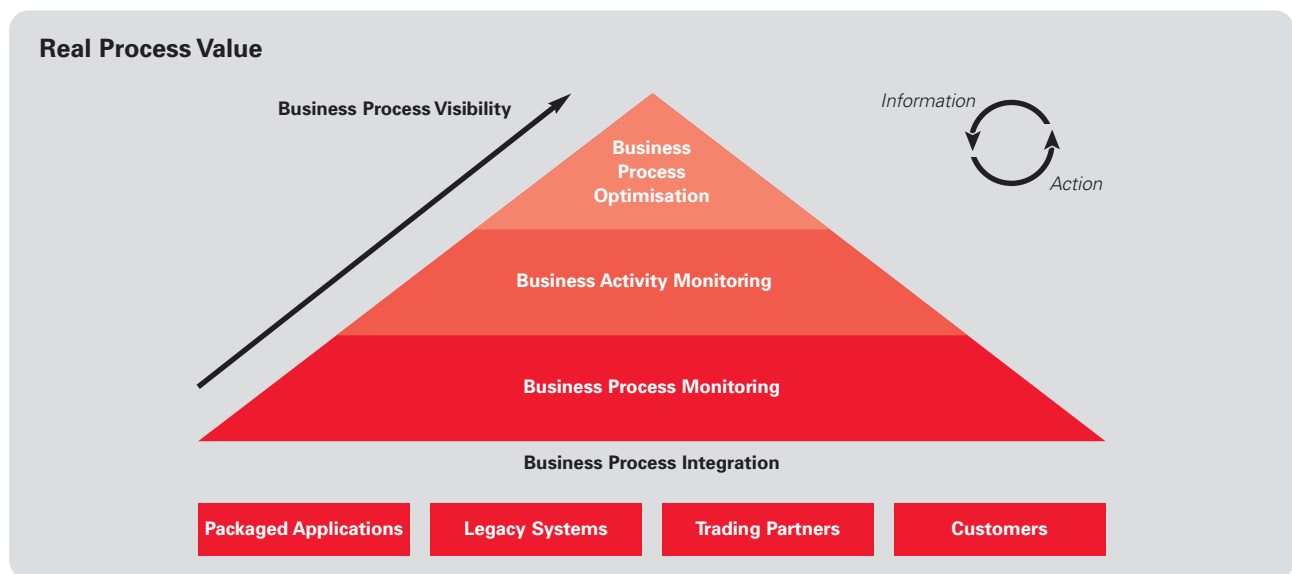 Real Process Value
Business Process Visibility
Information
Action
Business
Process
Optimisation
Business Activity Monitoring
Business Process Monitoring
Business Process Integration
Packaged Applications
Legacy Systems
Trading Partners
Customers